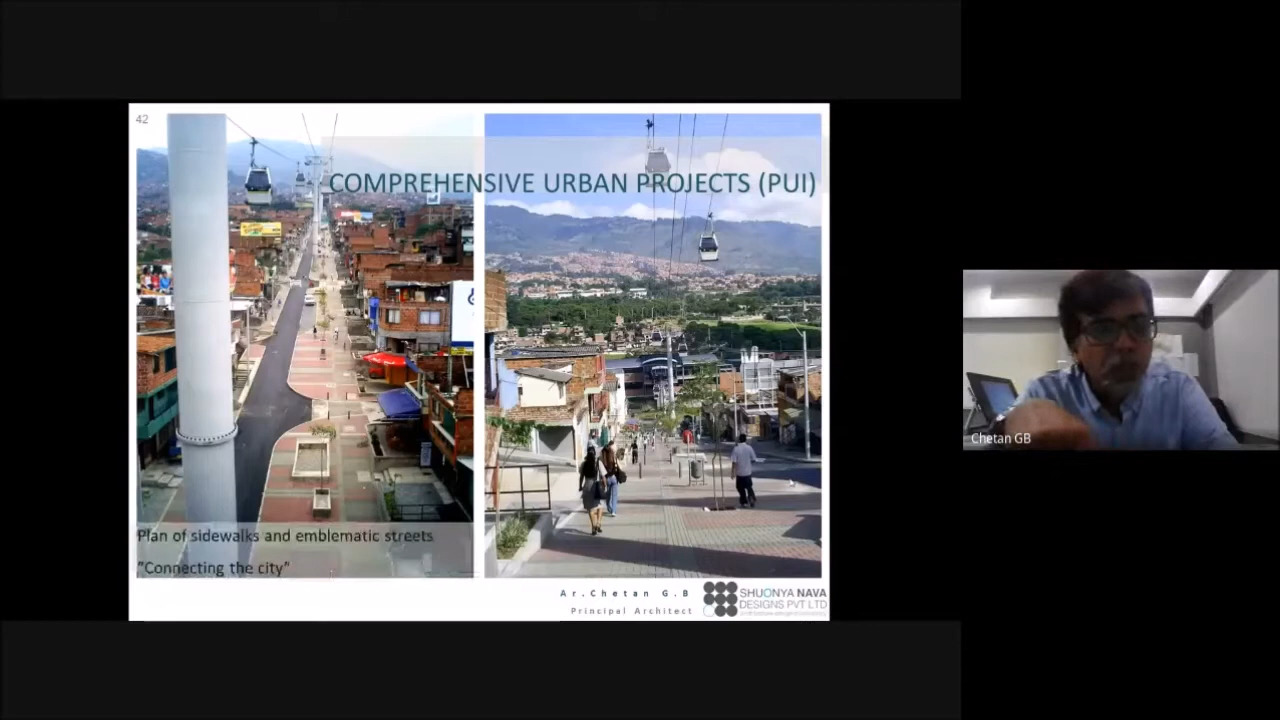 42
COMPREHENSIVE URBAN PROJECTS (PUI)
Plan of sidewalks and emblematic streets
"Connecting the city"
Ar.Chetan G.B
Principal Architect
SHUONYA NAVA
DESIGNS PVT LTD
Chetan GB